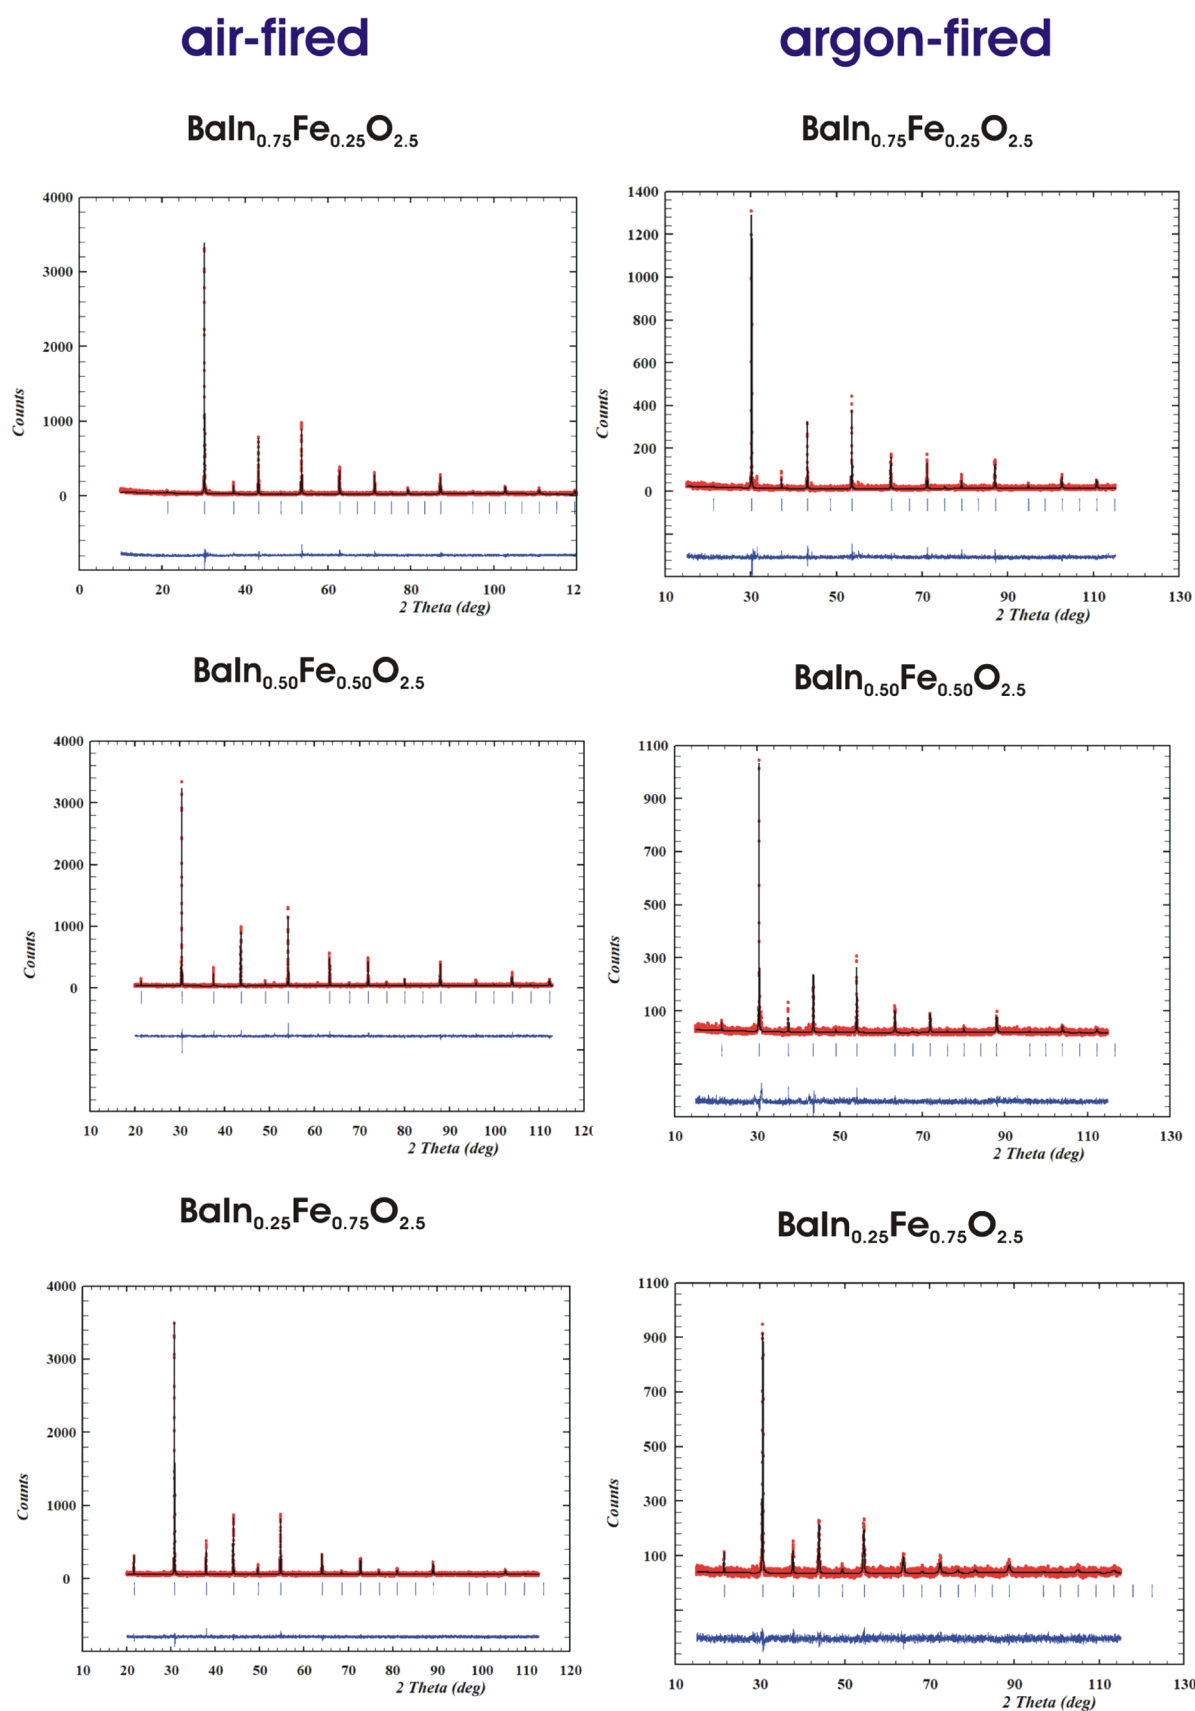 air-fired
argon-fired
BaIn0.75Fe0.25O2.5
BaIn0.75Fe0.25O2.5
4000
3000
2000
1000
0
Counts
0 20 40 60 80 100 12
2 Theta (deg)
1400
1200
1000
800
600
400
200
0
Counts
10 30 50 70 90 110 130
2 Theta (deg)
BaIn0.50Fe0.50O2.5
BaIn0.50Fe0.50O2.5
4000
3000
2000
1000
0
Counts
10 20 30 40 50 60 70 80 90 100 110 120
2 Theta (deg)
1100
900
700
500
300
100
Counts
10 30 50 70 90 110 130
2 Theta (deg)
BaIn0.25Fe0.75O2.5
BaIn0.25Fe0.75O2.5
4000
3000
2000
1000
0
Counts
10 20 30 40 50 60 70 80 90 100 110 120
2 Theta (deg)
1100
900
700
500
300
100
Counts
10 30 50 70 90 110 130
2 Theta (deg)